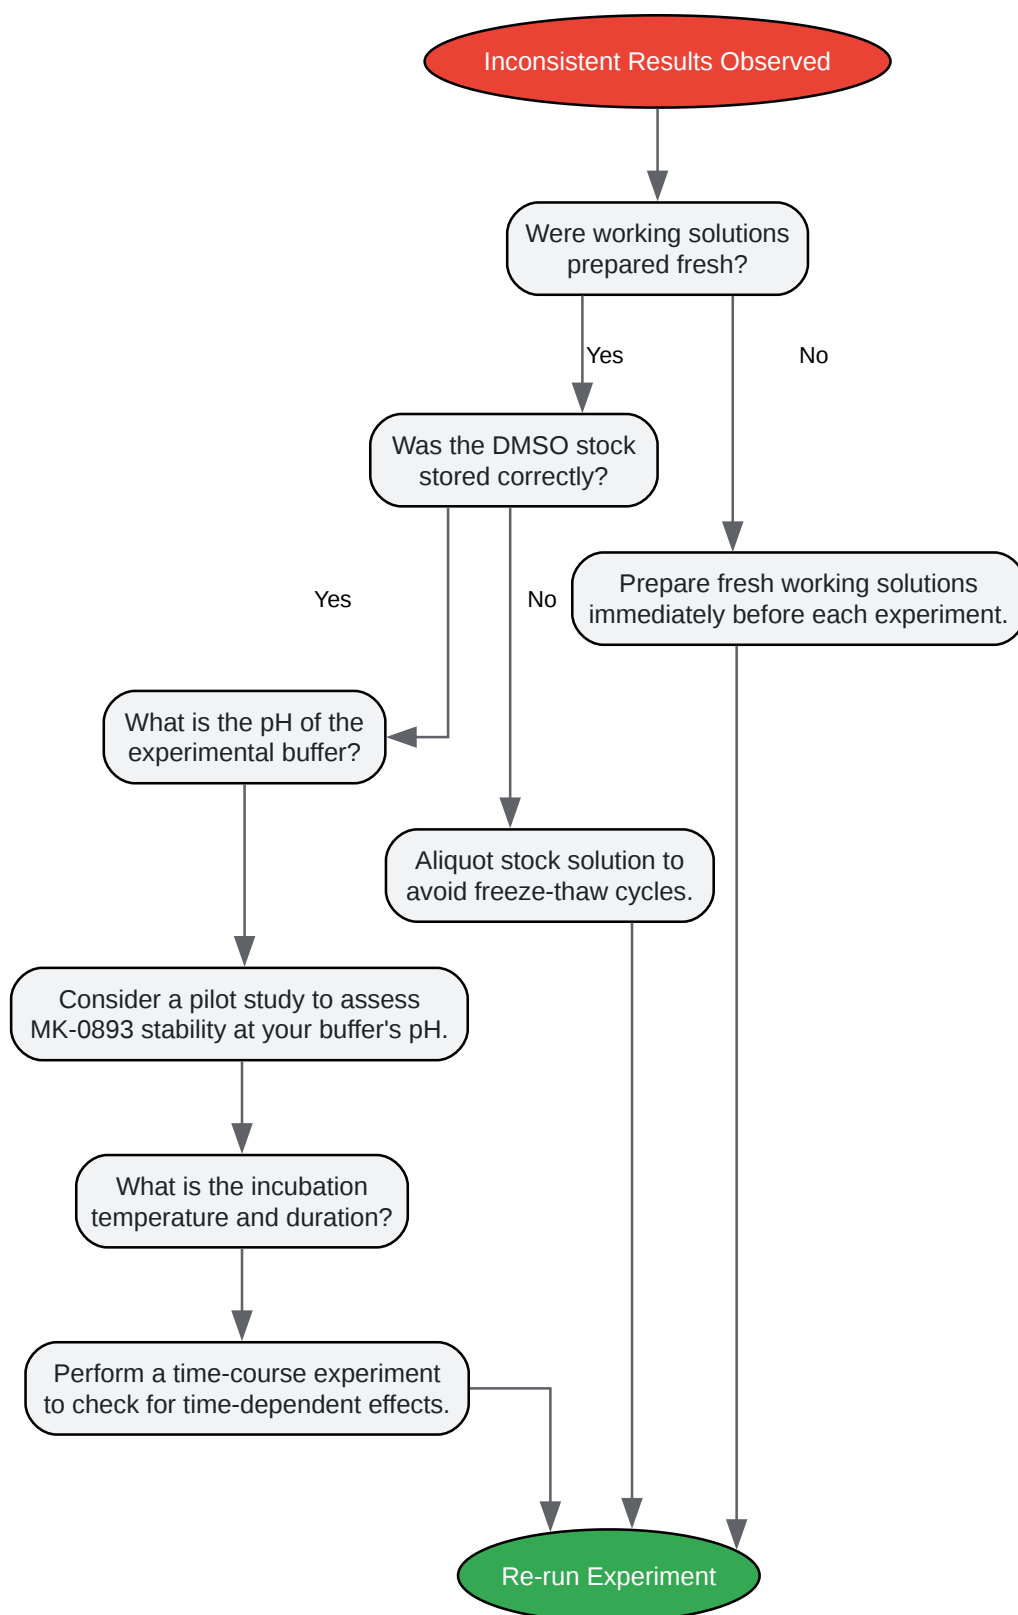 Inconsistent Results Observed
Were working solutions
prepared fresh?
Yes
No
Was the DMSO stock
stored correctly?
Prepare fresh working solutions
immediately before each experiment.
Yes
No
What is the pH of the
experimental buffer?
Aliquot stock solution to
avoid freeze-thaw cycles.
Consider a pilot study to assess
MK-0893 stability at your buffer's pH.
What is the incubation
temperature and duration?
Perform a time-course experiment
to check for time-dependent effects.
Re-run Experiment